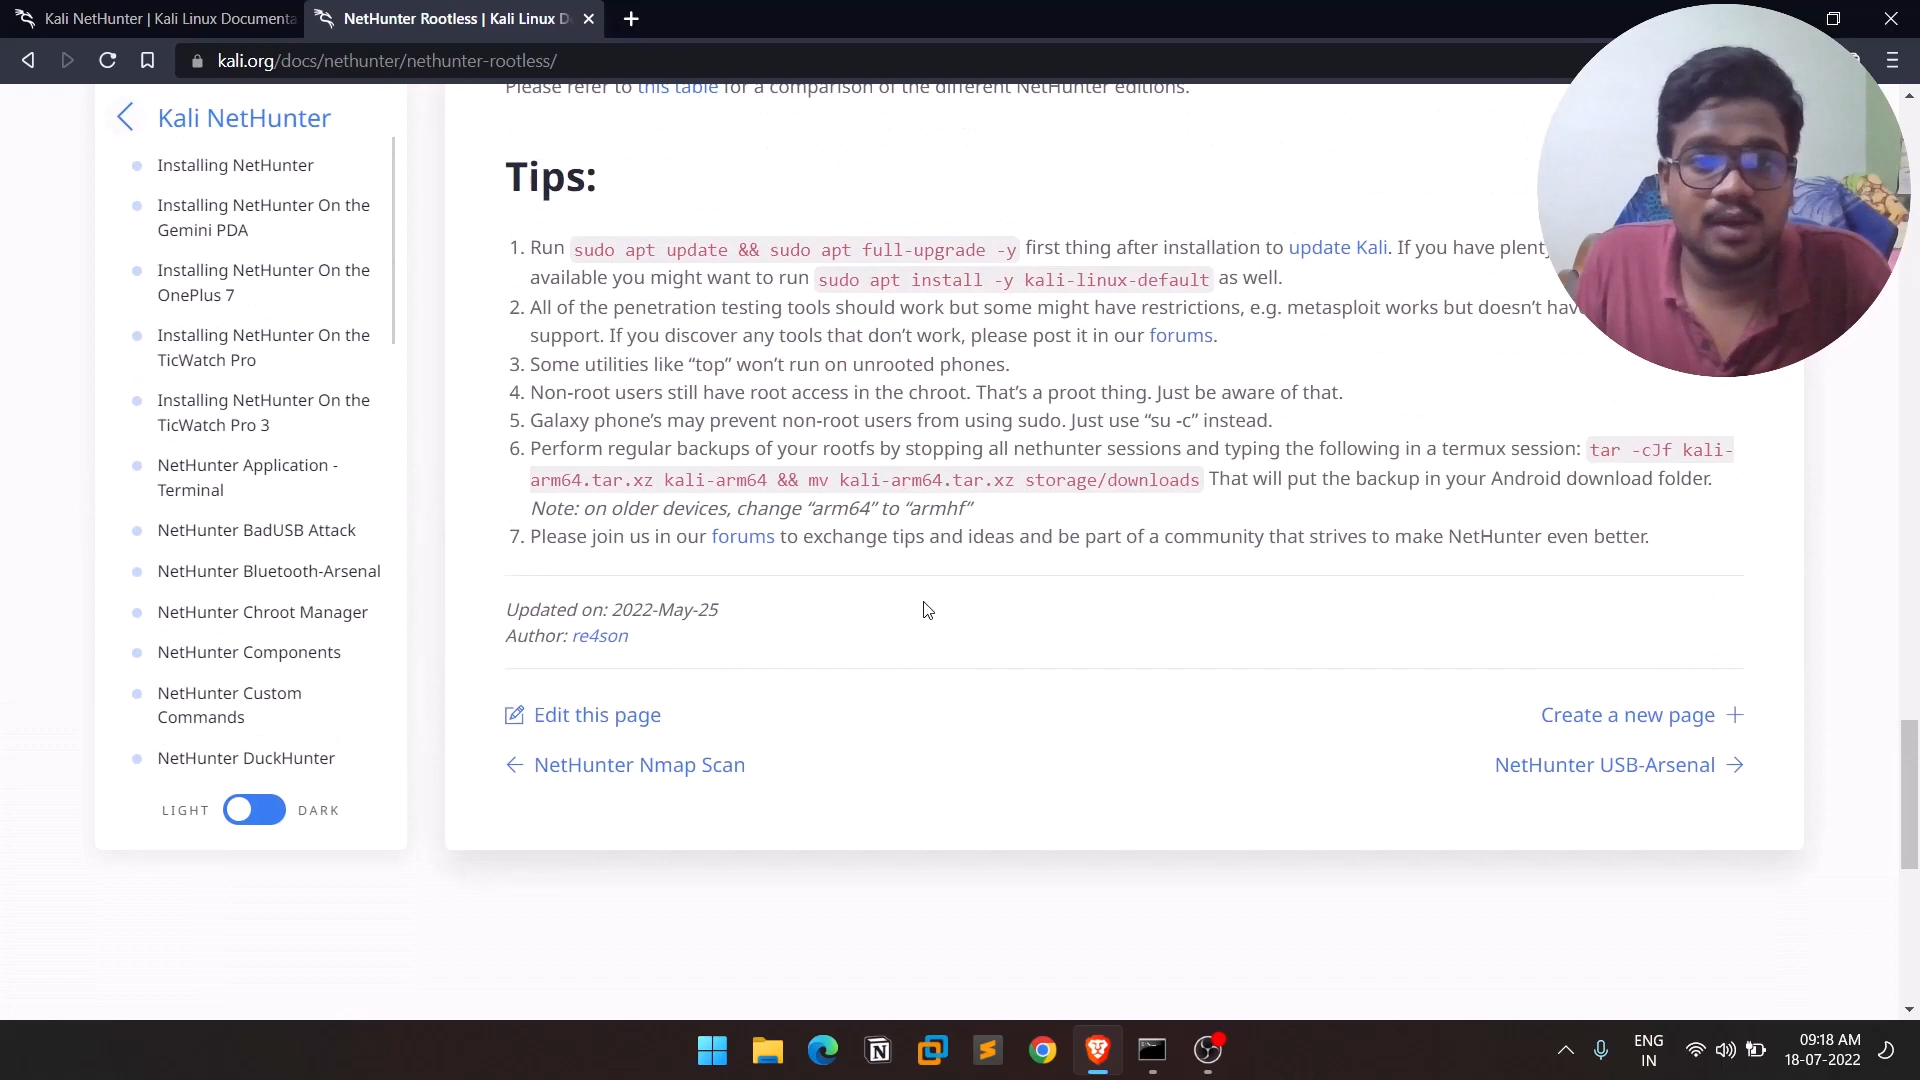 Kali NetHunter | Kali Linux Documenta
NetHunter Rootless | Kali Linux D
kali.org/docs/nethunter/nethunter-rootless/
Kali NetHunter
Installing NetHunter
Installing NetHunter On the
Gemini PDA
Installing NetHunter On the
OnePlus 7
Installing NetHunter On the
TicWatch Pro
Installing NetHunter On the
TicWatch Pro 3
NetHunter Application -
Terminal
NetHunter BadUSB Attack
NetHunter Bluetooth-Arsenal
NetHunter Chroot Manager
NetHunter Components
NetHunter Custom
Commands
NetHunter DuckHunter
LIGHT DARK
Please refer to this table for a comparison of the different NetHunter editions.
Tips:
1. Run sudo apt update && sudo apt full-upgrade -y first thing after installation to update Kali. If you have plenty
available you might want to run sudo apt install -y kali-linux-default as well.
2. All of the penetration testing tools should work but some might have restrictions, e.g. metasploit works but doesn't have
support. If you discover any tools that don't work, please post it in our forums.
3. Some utilities like “top” won't run on unrooted phones.
4. Non-root users still have root access in the chroot. That's a proot thing. Just be aware of that.
5. Galaxy phone's may prevent non-root users from using sudo. Just use “su -c” instead.
6. Perform regular backups of your rootfs by stopping all nethunter sessions and typing the following in a termux session: tar -cJf kali-
arm64.tar.xz kali-arm64 && mv kali-arm64.tar.xz storage/downloads That will put the backup in your Android download folder.
Note: on older devices, change “arm64” to “armhf”
7. Please join us in our forums to exchange tips and ideas and be part of a community that strives to make NetHunter even better.
Updated on: 2022-May-25
Author: re4son
Edit this page
Create a new page
NetHunter Nmap Scan
NetHunter USB-Arsenal
ENG
IN
09:18 AM
18-07-2022